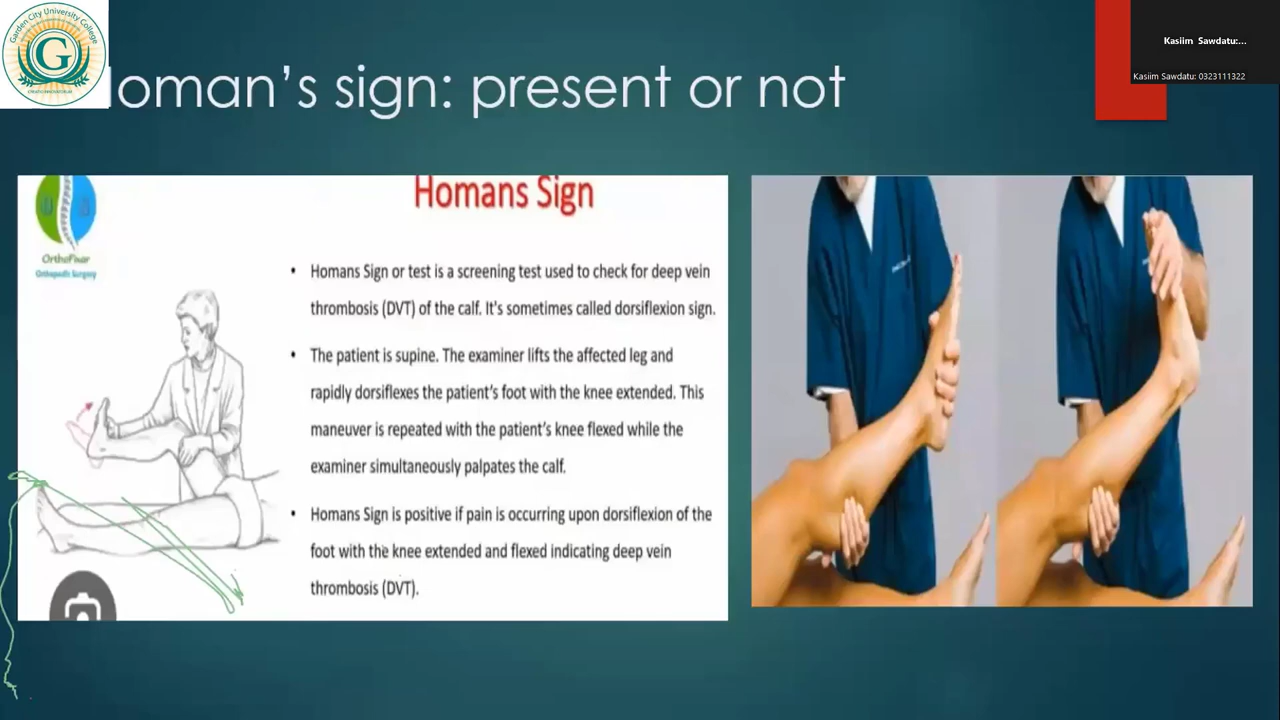 Garden City University College
G
oman's sign: present or not
Kasiim Sawdatu:...
Kasiim Sawdatu: 0323111322
OrthoFixar
Orthopedic Surgery
Homans Sign
• Homans Sign or test is a screening test used to check for deep vein
thrombosis (DVT) of the calf. It's sometimes called dorsiflexion sign.
• The patient is supine. The examiner lifts the affected leg and
rapidly dorsiflexes the patient's foot with the knee extended. This
maneuver is repeated with the patient's knee flexed while the
examiner simultaneously palpates the calf.
• Homans Sign is positive if pain is occurring upon dorsiflexion of the
foot with the knee extended and flexed indicating deep vein
thrombosis (DVT).